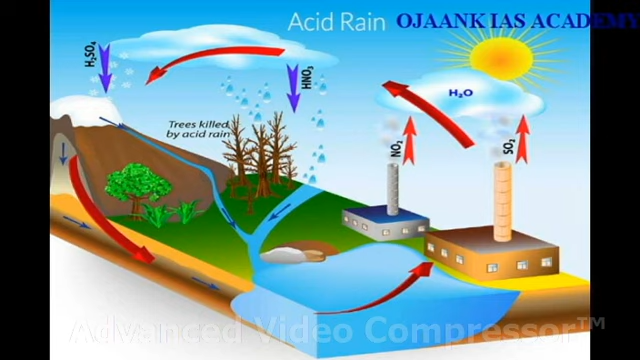 Acid Rain
OJAANK IAS ACADEMY
H₂SO₄
HNO₃
H₂O
Trees killed
by acid rain
NO₂
SO₂
Advanced Video Compressor™